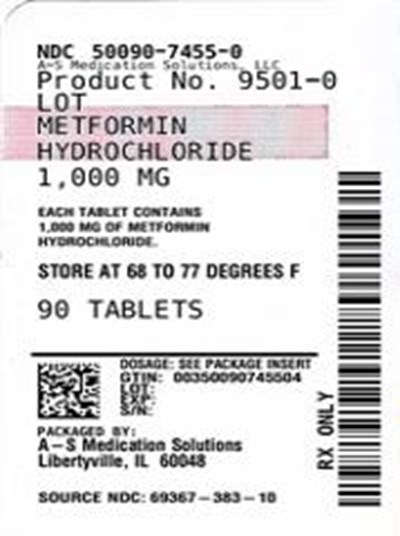 NDC 50090-7455-0
A-S Medication Solutions, LLC
Product No. 9501-0
LOT
METFORMIN
HYDROCHLORIDE
1,000 MG
EACH TABLET CONTAINS
1,000 MG OF METFORMIN
HYDROCHLORIDE.
STORE AT 68 TO 77 DEGREES F
90 TABLETS
DOSAGE: SEE PACKAGE INSERT
GTIN: 00350090745504
LOT:
EXP:
S/N:
PACKAGED BY:
A-S Medication Solutions
Libertyville, IL 60048
SOURCE NDC: 69367-383-10
RX ONLY